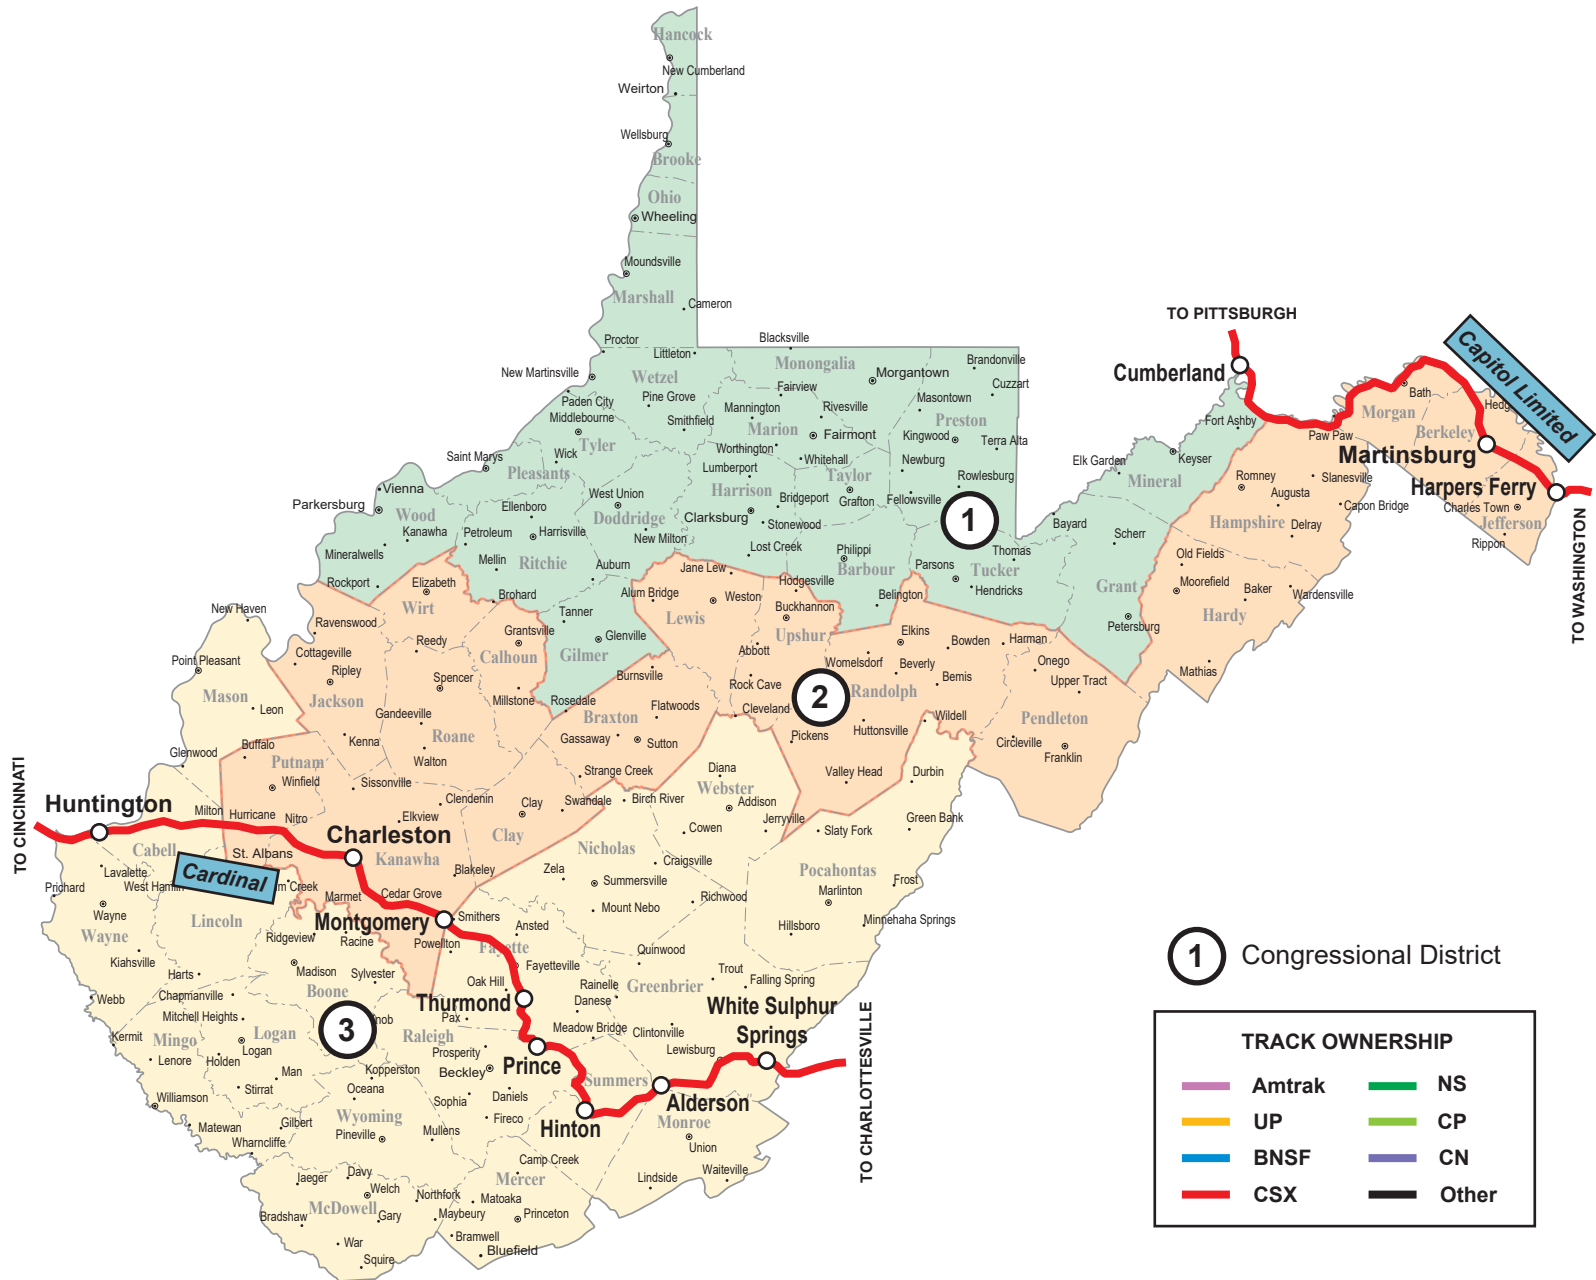 Hancock
New Cumberland
Weirton
Wellsburg
Brooke
Ohio
Wheeling
Moundsville
Marshall
Cameron
TO PITTSBURGH
Capitol Limited
Proctor
Littleton
Blacksville
Monongalia
Brandonville
Cumberland
New Martinsville
Wetzel
Morgantown
Cuzzart
Bath
Hedg
Paden City
Pine Grove
Fairview
Masontown
Morgan
Middlebourne
Mannington
Rivesville
Preston
Fort Ashby
Berkeley
Tyler
Smithfield
Marion
Fairmont
Kingwood
Terra Alta
Paw Paw
Martinsburg
Saint Marys
Wick
Worthington
Whitehall
Newburg
Elk Garden
Keyser
Pleasants
Lumberport
Taylor
Rowlesburg
Mineral
Romney
Slanesville
Harpers Ferry
Vienna
West Union
Harrison
Bridgeport
Grafton
Fellowsville
Augusta
Capon Bridge
Charles Town
Parkersburg
Wood
Ellenboro
Doddridge
Clarksburg
Stonewood
1
Bayard
Hampshire
Delray
Jefferson
Kanawha
Petroleum
Harrisville
New Milton
Scherr
Rippon
Mineralwells
Mellin
Ritchie
Lost Creek
Philippi
Thomas
Old Fields
TO WASHINGTON
Rockport
Elizabeth
Auburn
Jane Lew
Barbour
Parsons
Tucker
Grant
Moorefield
Baker
Wardensville
Wirt
Brohard
Alum Bridge
Weston
Hodgesville
Belington
Hendricks
Hardy
New Haven
Ravenswood
Tanner
Lewis
Buckhannon
Petersburg
Reedy
Grantsville
Glenville
Upshur
Elkins
Bowden
Harman
Cottageville
Calhoun
Gilmer
Abbott
Womelsdorf
Beverly
Onego
Mathias
Point Pleasant
Ripley
Spencer
Burnsville
Rock Cave
Bemis
Upper Tract
Mason
Jackson
Millstone
Rosedale
2
Randolph
Leon
Gandeeville
Braxton
Flatwoods
Cleveland
Wildell
Pendleton
Buffalo
Kenna
Roane
Gassaway
Sutton
Pickens
Huttonsville
Circleville
Glenwood
Putnam
Walton
Franklin
Winfield
Sissonville
Strange Creek
Diana
Valley Head
Durbin
TO CINCINNATI
Huntington
Clendenin
Clay
Swandale
Birch River
Webster
Addison
Milton
Hurricane
Nitro
Elkview
Clay
Cowen
Jerryville
Slaty Fork
Green Bank
Cabell
St. Albans
Charleston
Kanawha
Nicholas
Craigsville
Lavalette
Cardinal
Blakeley
Zela
Summersville
Pocahontas
Frost
Prichard
West Hamlin
m Creek
Marmet
Cedar Grove
Richwood
Marlinton
Wayne
Lincoln
Montgomery
Smithers
Mount Nebo
Minnehaha Springs
Wayne
Ridgeview
Racine
Powellton
Ansted
Hillsboro
Kiahsville
Fayette
Quinwood
1 Congressional District
Harts
Madison
Sylvester
Fayetteville
Trout
Falling Spring
Webb
Chapmanville
Boone
Oak Hill
Rainelle
Greenbrier
Thurmond
Danese
White Sulphur
Springs
Mitchell Heights
3
nob
Pax
Meadow Bridge
Clintonville
TO CHARLOTTESVILLE
Kermit
Mingo
Logan
Raleigh
Prosperity
Lewisburg
TRACK OWNERSHIP
Lenore
Holden
Logan
Prince
Man
Kopperston
Beckley
Summers
Amtrak
NS
Stirrat
Oceana
Sophia
Daniels
Alderson
Williamson
Wyoming
Fireco
Hinton
Monroe
UP
CP
Matewan
Gilbert
Pineville
Mullens
Union
Wharncliffe
BNSF
CN
Camp Creek
Waiteville
Jaeger
Davy
Mercer
Lindside
Welch
Northfork
Matoaka
CSX
Other
McDowell
Bradshaw
Gary
Maybeury
Princeton
War
Bramwell
Bluefield
Squire